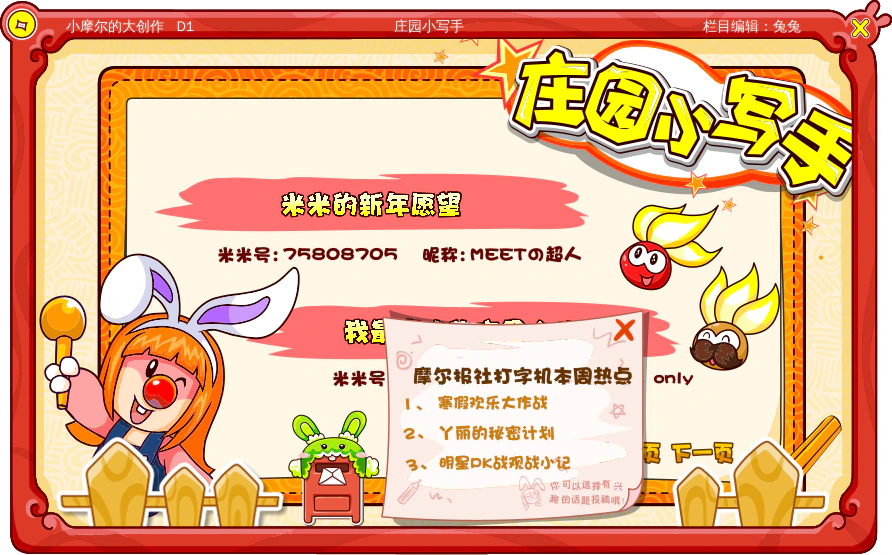 小摩尔的大创作 D1
庄园小写手
栏目编辑：兔兔
庄园小写手
米米的新年愿望
米米号：75808705 昵称：MEETの超人
我最
米米号
only
摩尔报社打字机本周热点
1、 寒假欢乐大作战
2、 丫丽的秘密计划
3、 明星PK战观战小记
你可以选择有兴
趣的话题投稿哦！
页 下一页